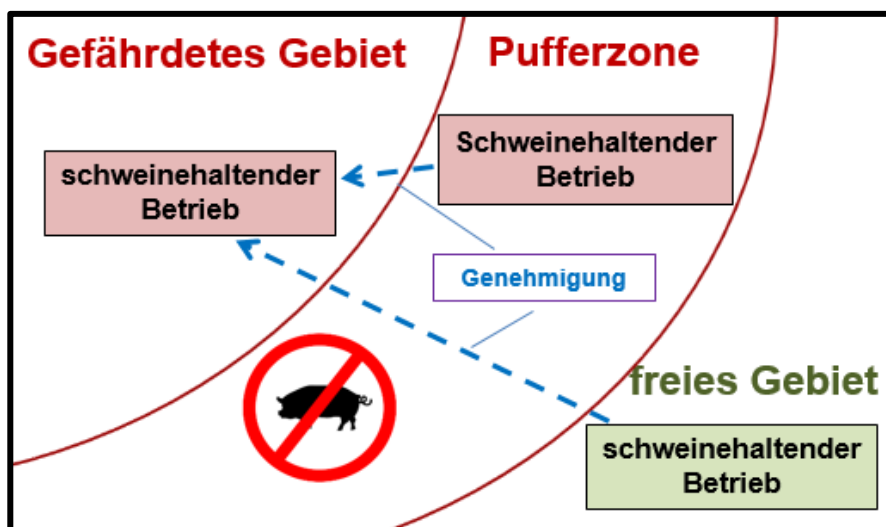 Gefährdetes Gebiet
Pufferzone
schweinehaltender
Betrieb
Schweinehaltender
Betrieb
Genehmigung
freies Gebiet
schweinehaltender
Betrieb